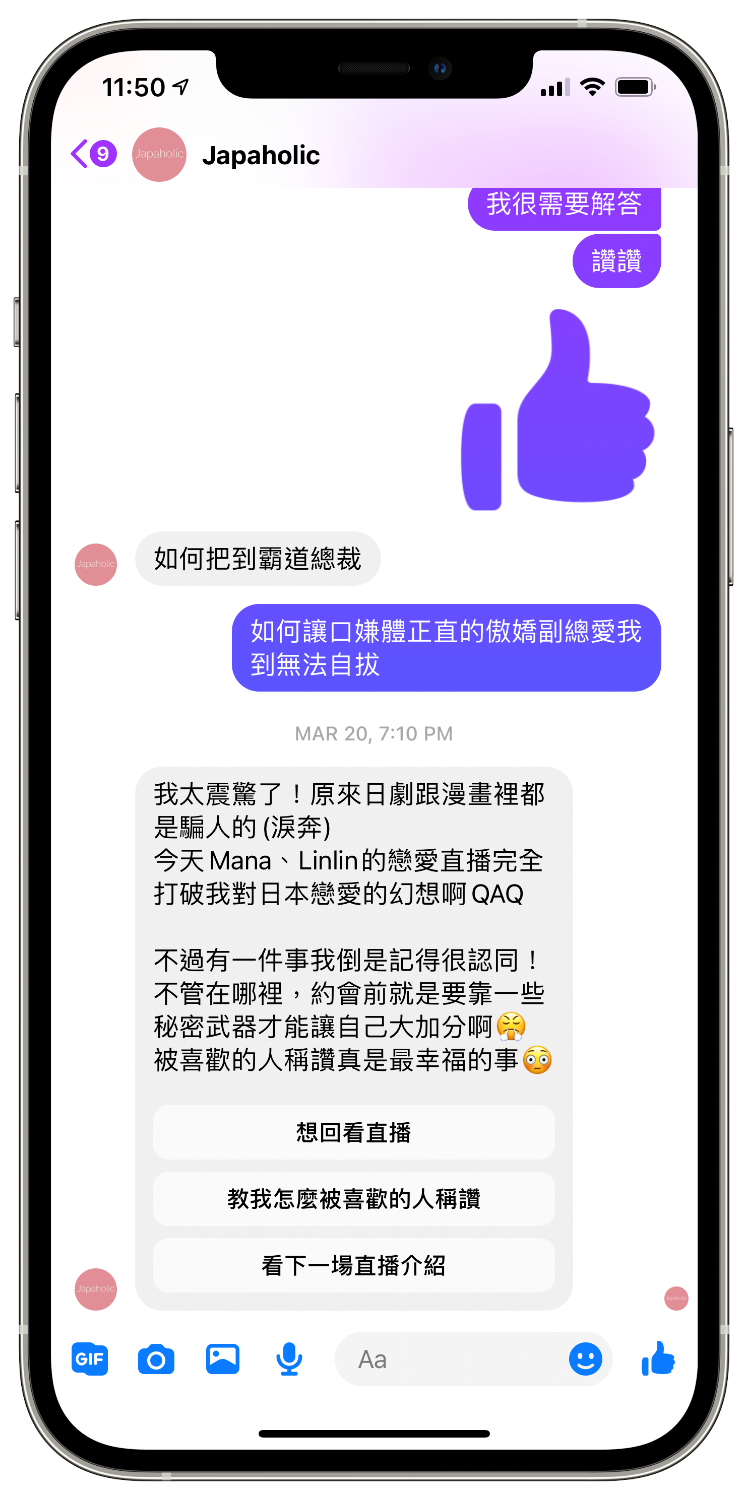 11:50
9
Japaholic
Japaholic
我很需要解答
讚讚
Japaholic
如何把到霸道總裁
如何讓口嫌體正直的傲嬌副總愛我
到無法自拔
MAR 20, 7:10 PM
我太震驚了！原來日劇跟漫畫裡都
是騙人的 (淚奔)
今天 Mana、Linlin的戀愛直播完全
打破我對日本戀愛的幻想啊 QAQ
不過有一件事我倒是記得很認同！
不管在哪裡，約會前就是要靠一些
秘密武器才能讓自己大加分啊😤
被喜歡的人稱讚真是最幸福的事😳
想回看直播
教我怎麼被喜歡的人稱讚
看下一場直播介紹
Japaholic
Japaholic
GIF
Aa